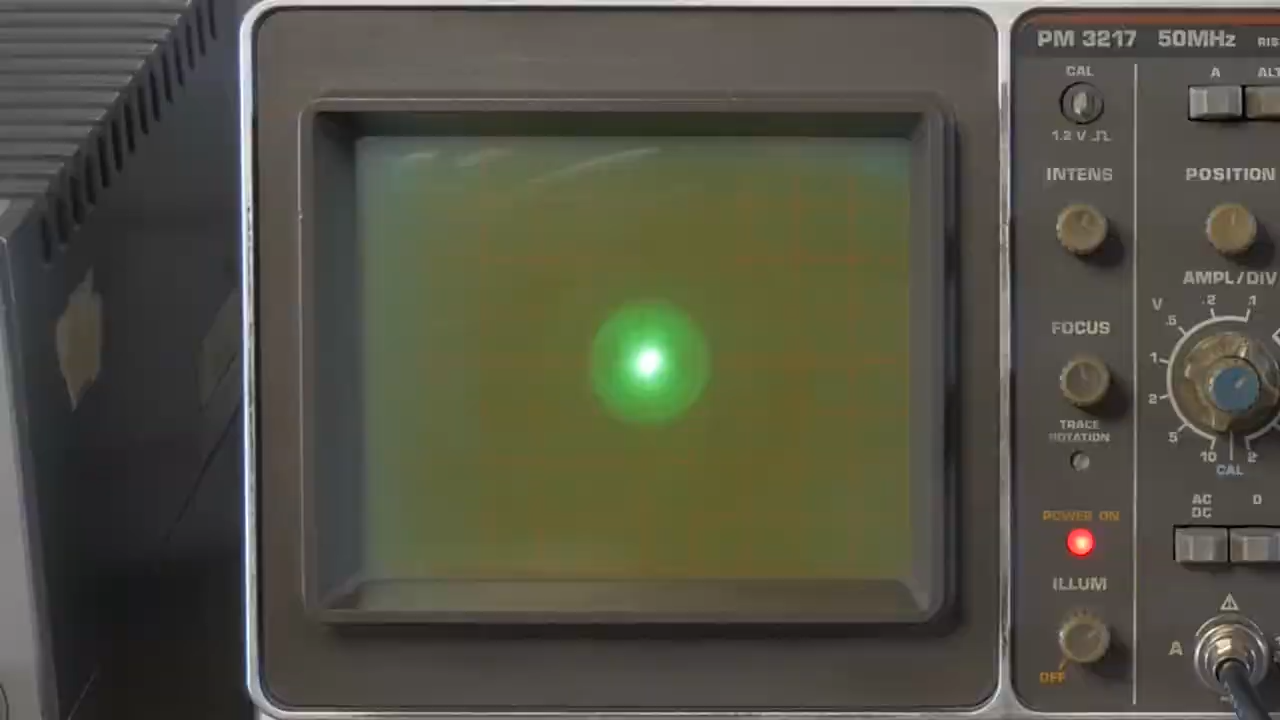 PM 3217 50MHz
CAL
A ALT
1.2 V
INTENS
POSITION
AMPL/DIV
V
.5 .2 .1
FOCUS
1
2
TRACE
ROTATION
5
10 2
CAL
AC
DC
D
POWER ON
ILLUM
A
OFF